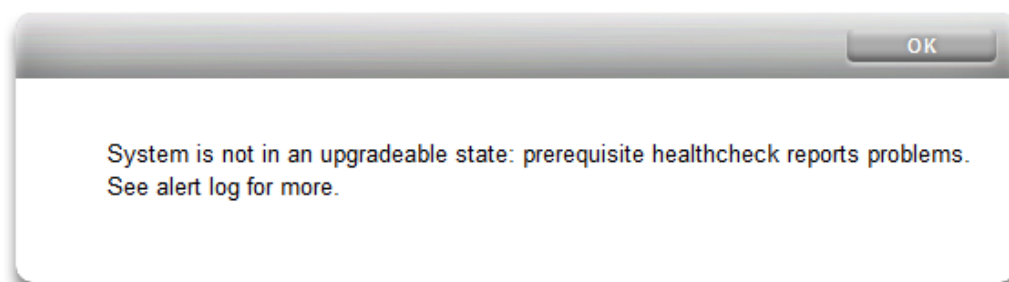 OK
System is not in an upgradeable state: prerequisite healthcheck reports problems.
See alert log for more.